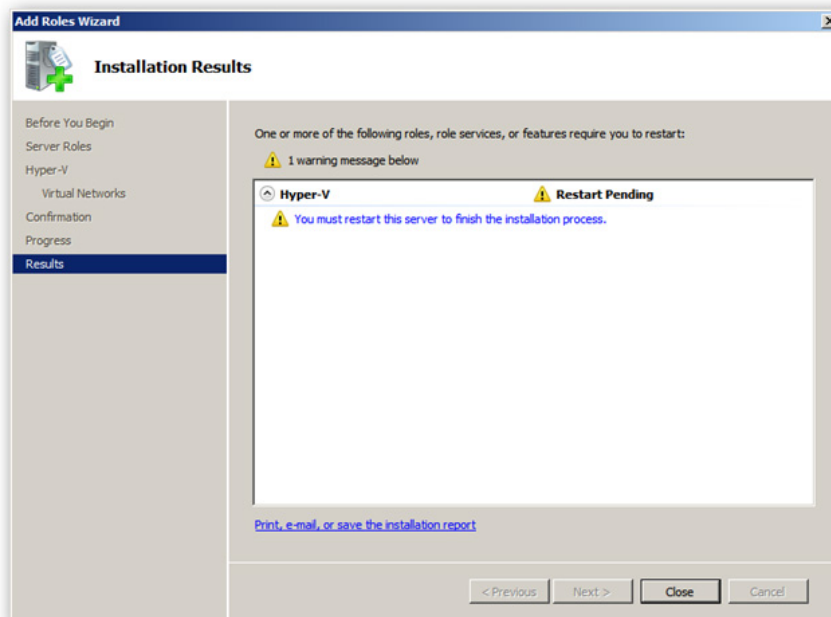 Add Roles Wizard
Installation Results
Before You Begin
Server Roles
Hyper-V
Virtual Networks
Confirmation
Progress
Results
One or more of the following roles, role services, or features require you to restart:
1 warning message below
Hyper-V Restart Pending
You must restart this server to finish the installation process.
Print, e-mail, or save the installation report
< Previous Next > Close Cancel